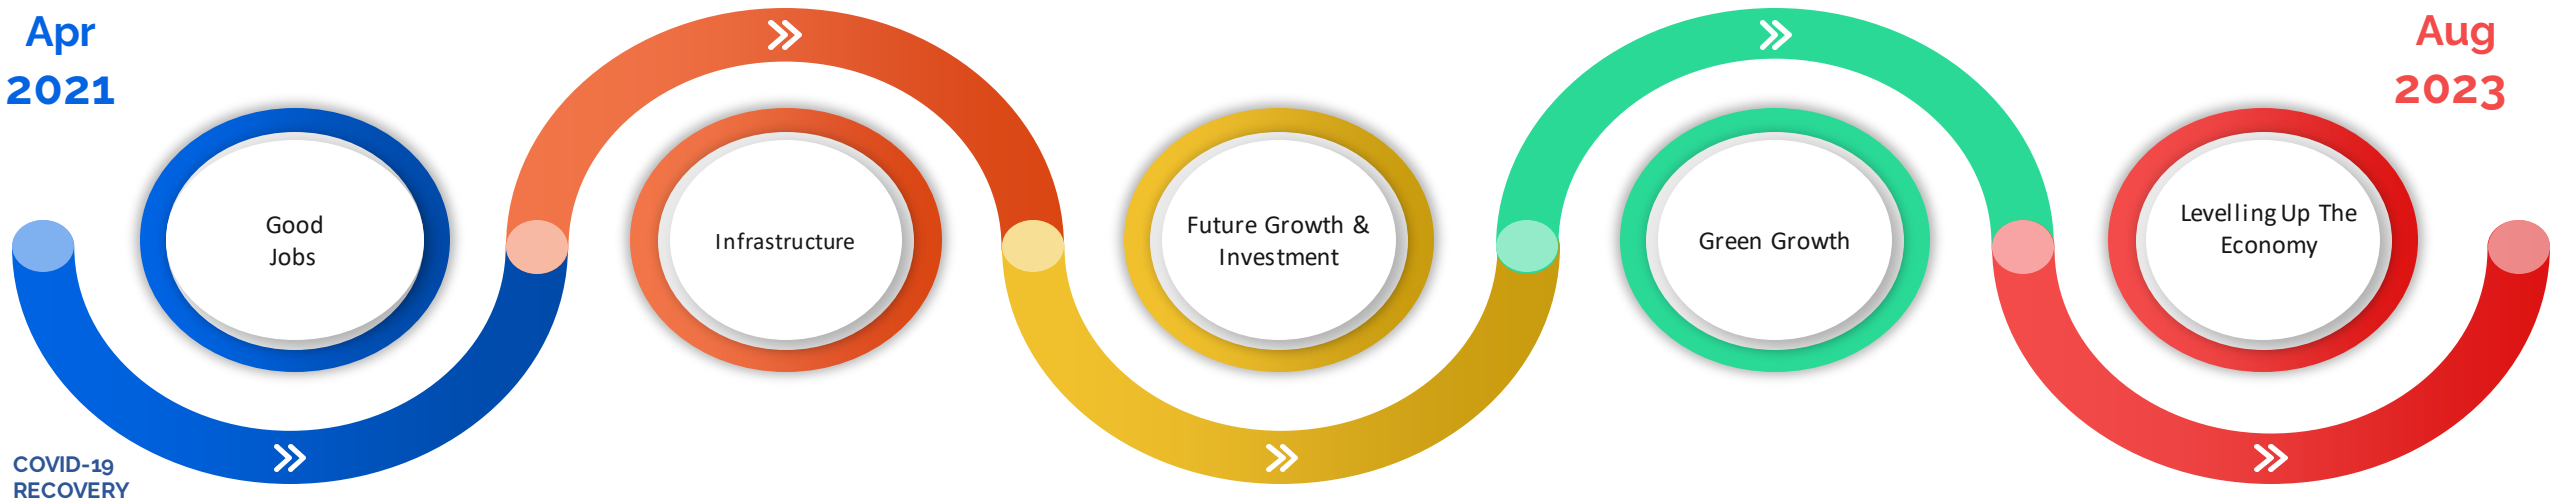 Apr
2021
Good
Jobs
Infrastructure
Future Growth &
Investment
Green Growth
Levelling Up The
Economy
Aug
2023
COVID-19
RECOVERY